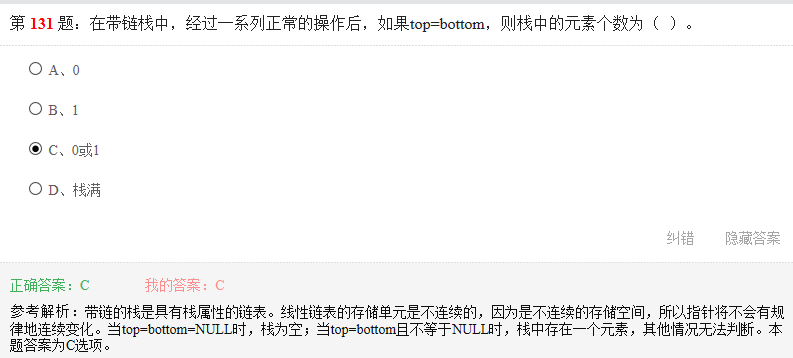 第 131 题：在带链栈中，经过一系列正常的操作后，如果top=bottom，则栈中的元素个数为（ ）。
A、0
B、1
C、0或1
D、栈满
纠错 隐藏答案
正确答案：C 我的答案：C
参考解析：带链的栈是具有栈属性的链表。线性链表的存储单元是不连续的，因为是不连续的存储空间，所以指针将不会有规
律地连续变化。当top=bottom=NULL时，栈为空；当top=bottom且不等于NULL时，栈中存在一个元素，其他情况无法判断。本
题答案为C选项。